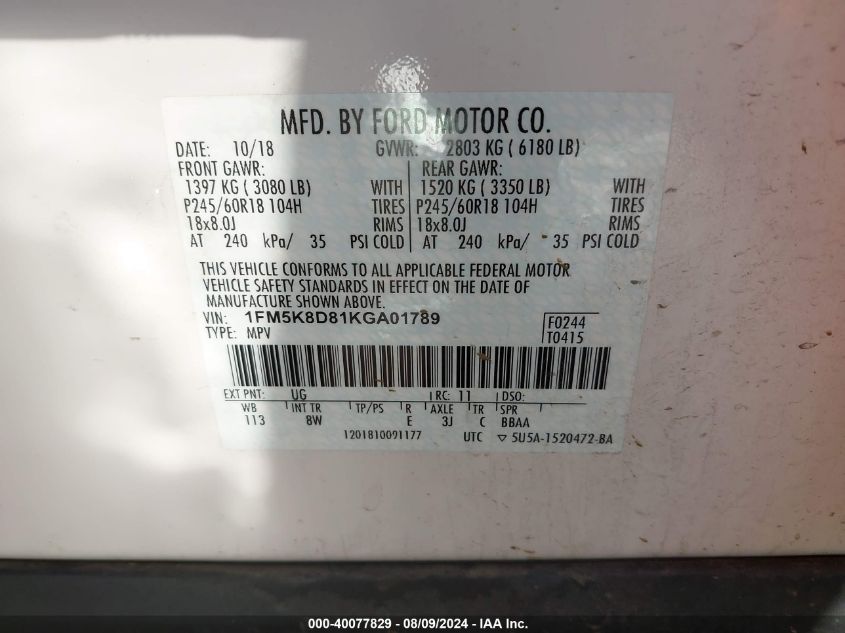 MFD. BY FORD MOTOR CO.
DATE: 10/18 GVWR: 2803 KG ( 6180 LB)
FRONT GAWR: REAR GAWR:
1397 KG ( 3080 LB) WITH 1520 KG ( 3350 LB) WITH
P245/60R18 104H TIRES P245/60R18 104H TIRES
18x8.0J RIMS 18x8.0J RIMS
AT 240 kPa/ 35 PSI COLD AT 240 kPa/ 35 PSI COLD
THIS VEHICLE CONFORMS TO ALL APPLICABLE FEDERAL MOTOR
VEHICLE SAFETY STANDARDS IN EFFECT ON THE DATE OF
MANUFACTURE SHOWN ABOVE.
VIN: 1FM5K8D81KGA01789 F0244
TYPE: MPV T0415
EXT PNT: UG RC: 11 DSO:
WB INT TR TP/PS R AXLE TR SPR
113 8W E 3J C BBAA
1201810091177 UTC ▽ 5U5A-1520472-BA
000-40077829 - 08/09/2024 - IAA Inc.